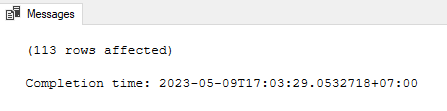 Messages
(113 rows affected)
Completion time: 2023-05-09T17:03:29.0532718+07:00